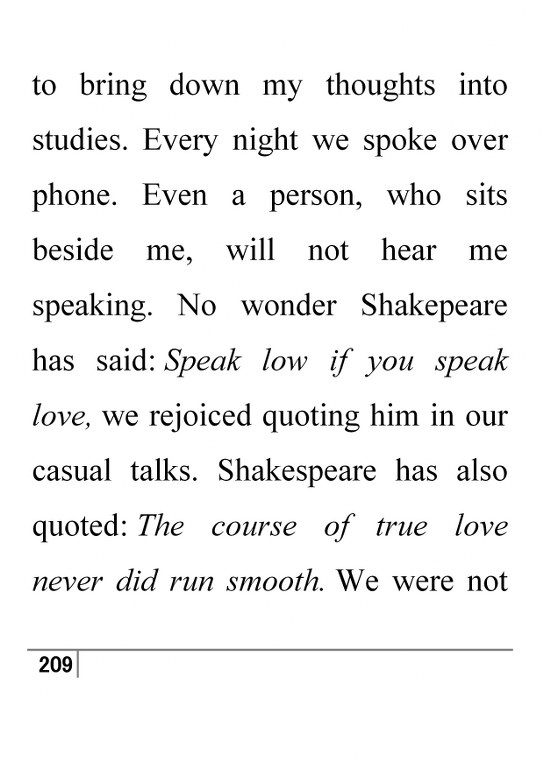 to bring down my thoughts into
studies. Every night we spoke over
phone. Even a person, who sits
beside me, will not hear me
speaking. No wonder Shakepeare
has said: Speak low if you speak
love, we rejoiced quoting him in our
casual talks. Shakespeare has also
quoted: The course of true love
never did run smooth. We were not
209